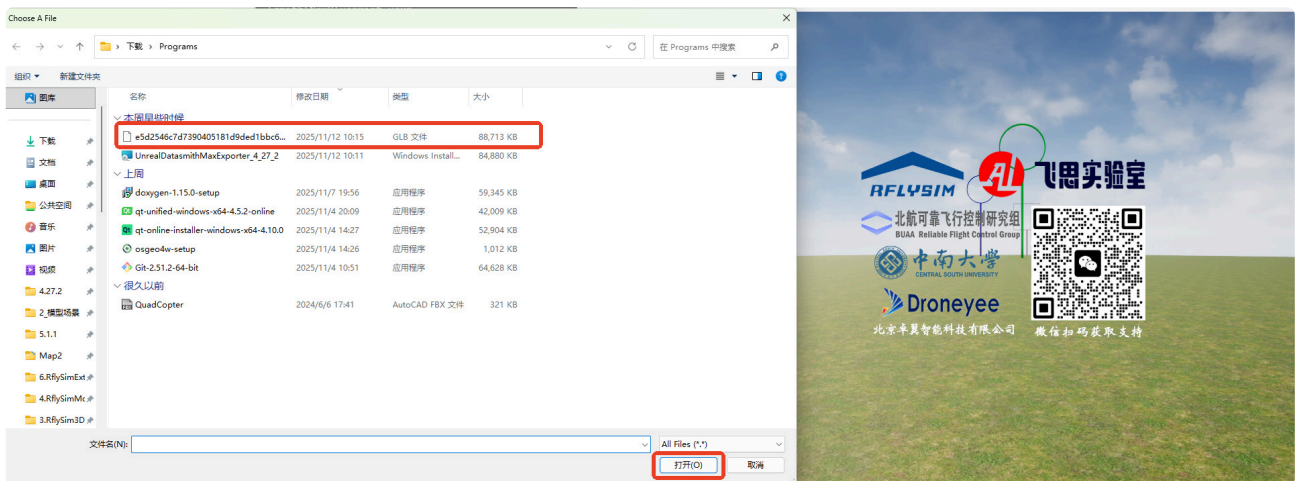 Choose A File
下载 › Programs
在 Programs 中搜索
组织
新建文件夹
图库
下载
文档
桌面
公共空间
音乐
图片
视频
4.27.2
2_模型场景
5.1.1
Map2
6.RflySimExt
4.RflySimMc
3.RflySim3D
名称 修改日期 类型 大小
本周早些时候
e5d2546c7d7390405181d9ded1bbc6... 2025/11/12 10:15 GLB 文件 88,713 KB
UnrealDatasmithMaxExporter_4_27_2 2025/11/12 10:11 Windows Install... 84,880 KB
上周
doxygen-1.15.0-setup 2025/11/7 19:56 应用程序 59,345 KB
qt-unified-windows-x64-4.5.2-online 2025/11/4 20:09 应用程序 42,009 KB
qt-online-installer-windows-x64-4.10.0 2025/11/4 14:27 应用程序 52,904 KB
osgeo4w-setup 2025/11/4 14:26 应用程序 1,012 KB
Git-2.51.2-64-bit 2025/11/4 10:51 应用程序 64,628 KB
很久以前
QuadCopter 2024/6/6 17:41 AutoCAD FBX 文件 321 KB
文件名(N):
All Files (*.*)
打开(O)
取消
RFLYSIM
AI
飞思实验室
北航可靠飞行控制研究组
BUAA Reliable Flight Control Group
中南大学
CENTRAL SOUTH UNIVERSITY
Droneyee
北京卓翼智能科技有限公司
微信扫码获取支持